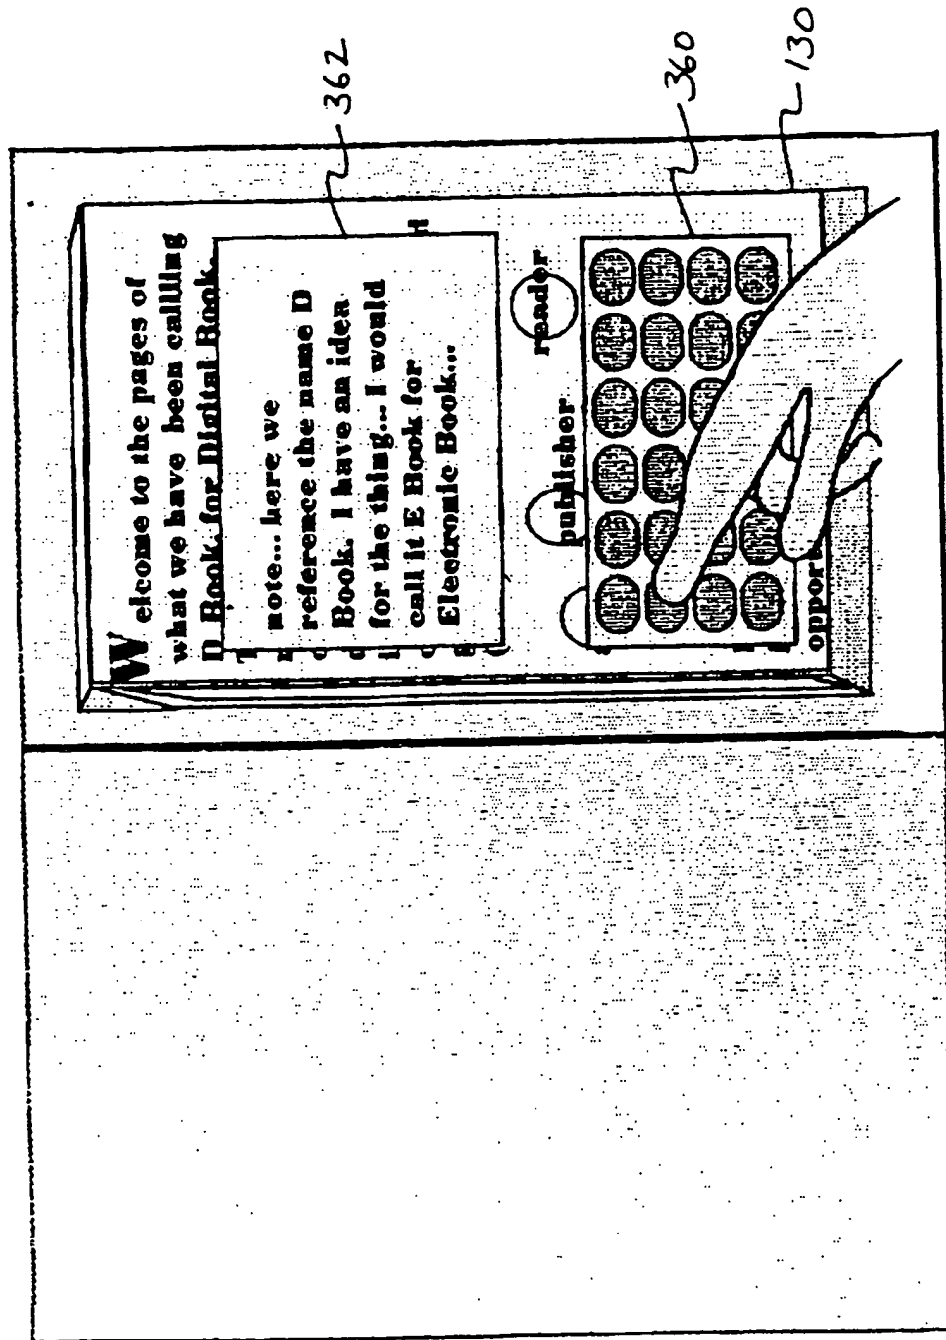 Welcome to the pages of
what we have been callling
D Book, for Digital Book.
note... here we
reference the name D
Book. I have an idea
for the thing... I would
call it E Book for
Electronic Book...
H
publisher
reader
opport
362
360
130